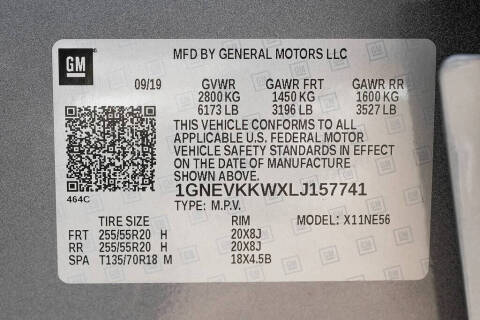 GM
MFD BY GENERAL MOTORS LLC
09/19 GVWR GAWR FRT GAWR RR
2800 KG 1450 KG 1600 KG
6173 LB 3196 LB 3527 LB
THIS VEHICLE CONFORMS TO ALL
APPLICABLE U.S. FEDERAL MOTOR
VEHICLE SAFETY STANDARDS IN EFFECT
ON THE DATE OF MANUFACTURE
SHOWN ABOVE.
464C
1GNEVKKWXLJ157741
TYPE: M.P.V.
TIRE SIZE RIM MODEL: X11NE56
FRT 255/55R20 H 20X8J
RR 255/55R20 H 20X8J
SPA T135/70R18 M 18X4.5B